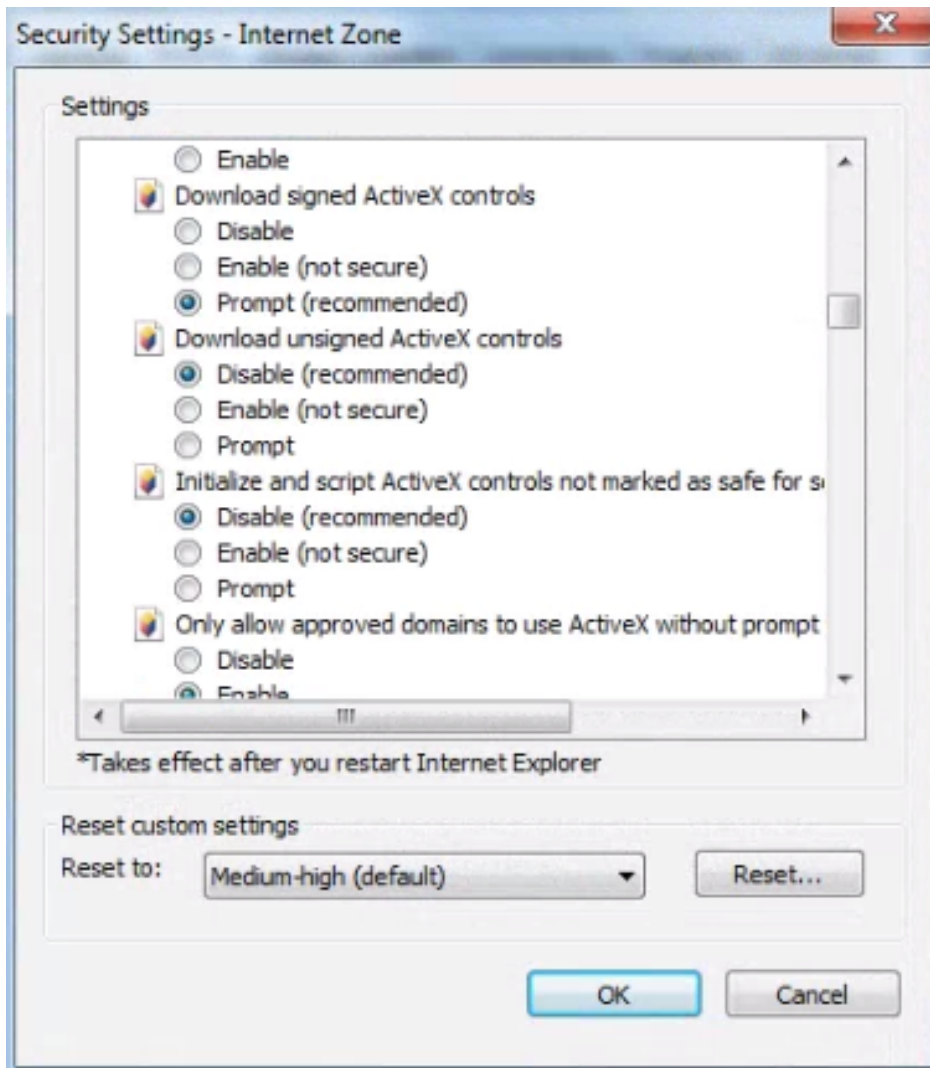 Security Settings - Internet Zone
Settings
Enable
Download signed ActiveX controls
Disable
Enable (not secure)
Prompt (recommended)
Download unsigned ActiveX controls
Disable (recommended)
Enable (not secure)
Prompt
Initialize and script ActiveX controls not marked as safe for
Disable (recommended)
Enable (not secure)
Prompt
Only allow approved domains to use ActiveX without prompt
Disable
Enable
*Takes effect after you restart Internet Explorer
Reset custom settings
Reset to: Medium-high (default) Reset...
OK Cancel